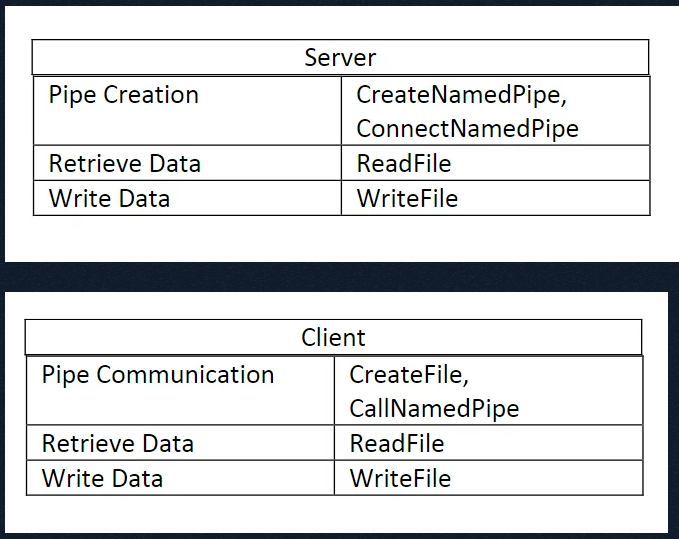 Server
Pipe Creation CreateNamedPipe,
ConnectNamedPipe
Retrieve Data ReadFile
Write Data WriteFile
Client
Pipe Communication CreateFile,
CallNamedPipe
Retrieve Data ReadFile
Write Data WriteFile